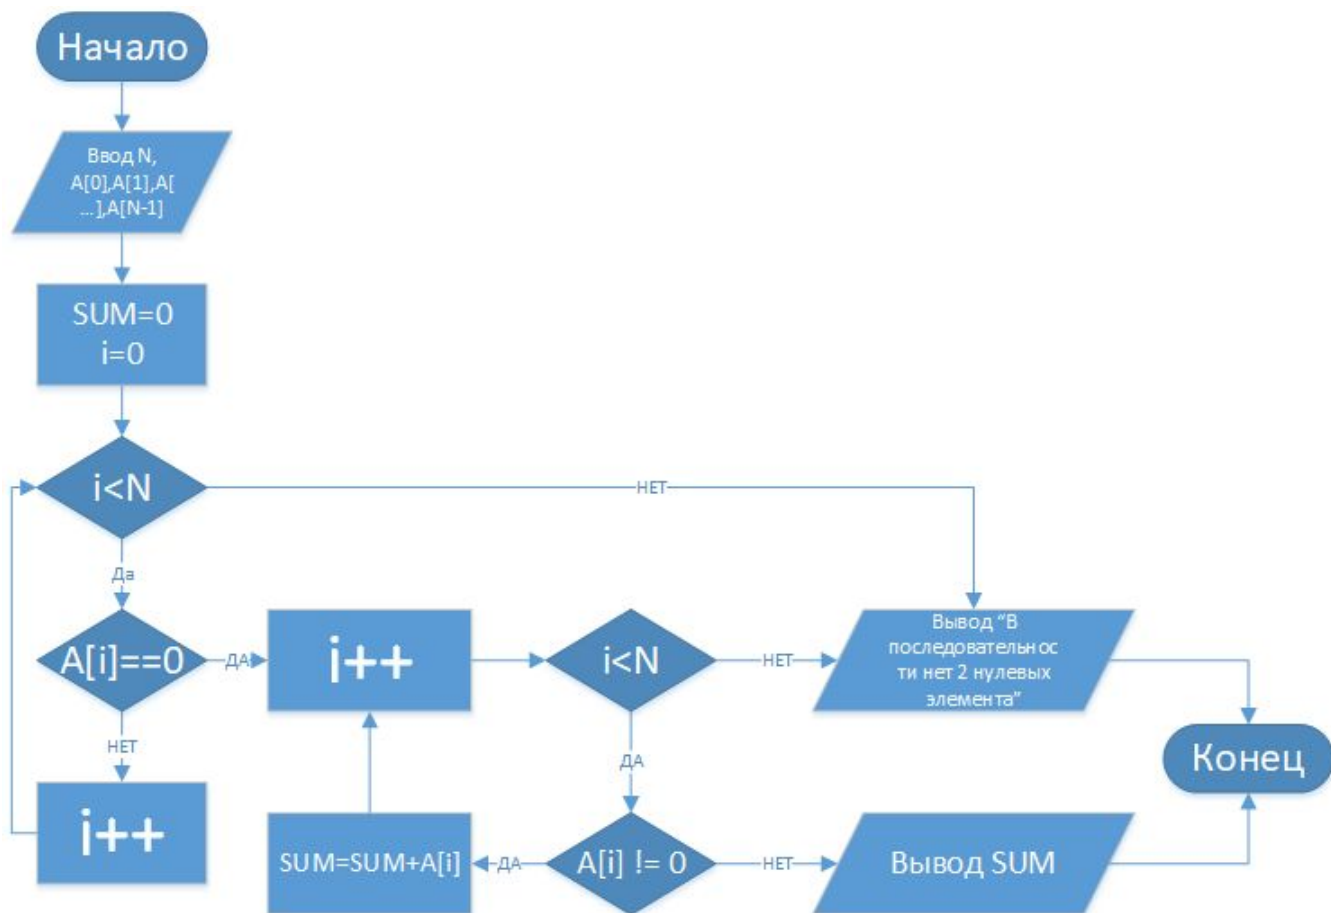 Начало
Ввод N,
A[0],A[1],A[
...],A[N-1]
SUM=0
i=0
i<N
НЕТ
Да
A[i]==0
ДА
i++
i<N
НЕТ
Вывод “В
последовательнос
ти нет 2 нулевых
элемента”
НЕТ
ДА
Конец
i++
SUM=SUM+A[i]
ДА
A[i] != 0
НЕТ
Вывод SUM